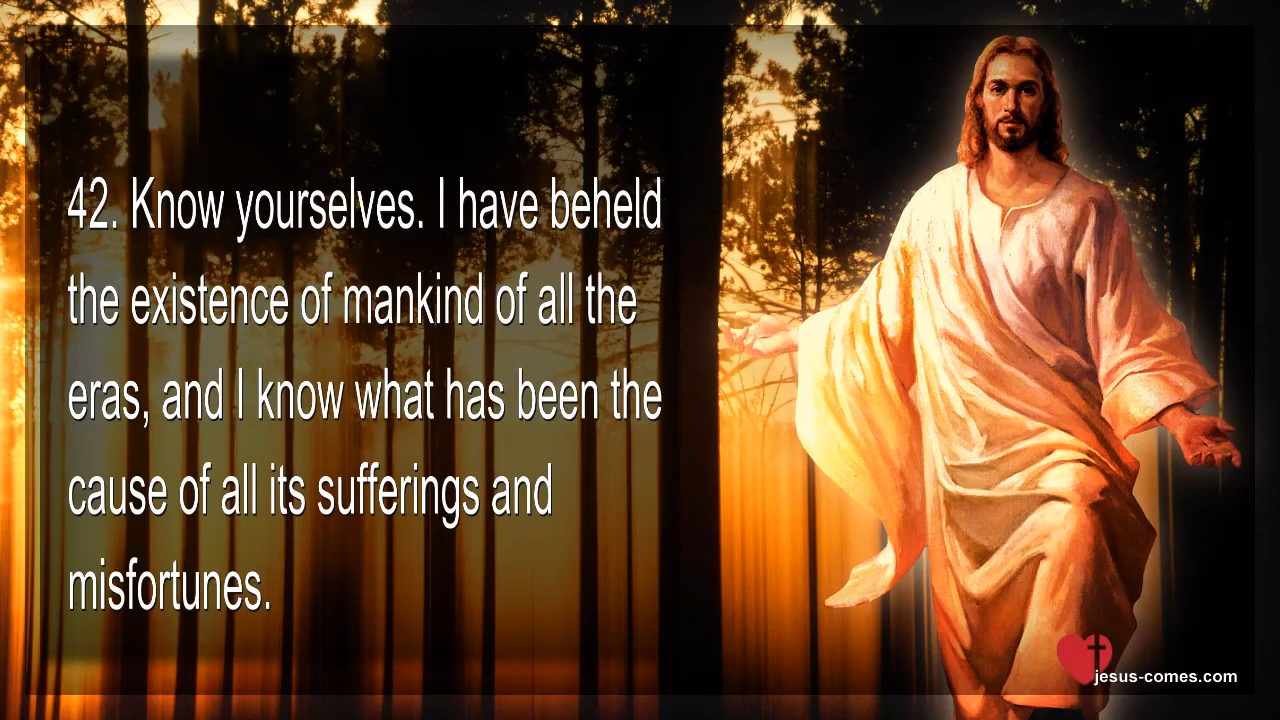 42. Know yourselves. I have beheld
the existence of mankind of all the
eras, and I know what has been the
cause of all its sufferings and
misfortunes.
jesus-comes.com